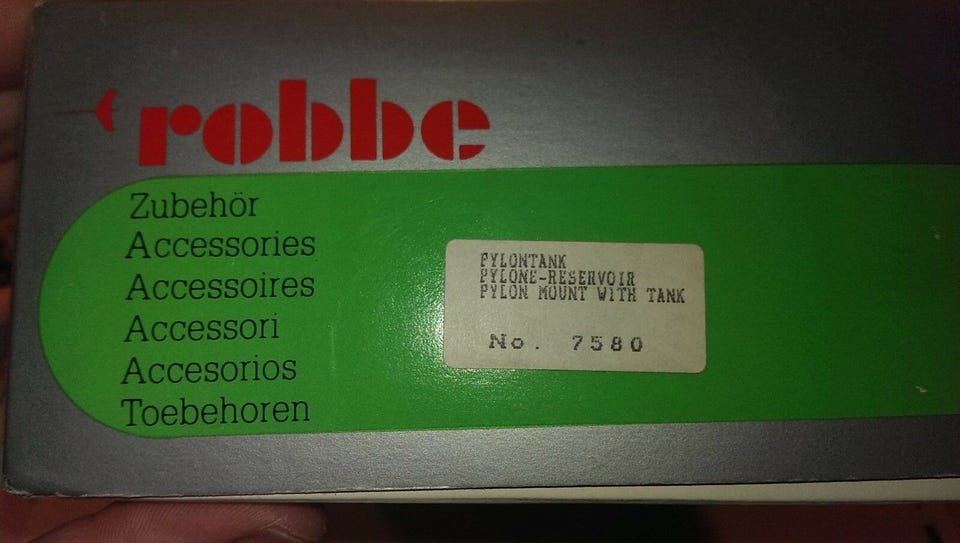 robbe
Zubehör
Accessories
Accessoires
Accessori
Accesorios
Toebehoren
PYLONTANK
PYLONE-RESERVOIR
PYLON MOUNT WITH TANK
No. 7580